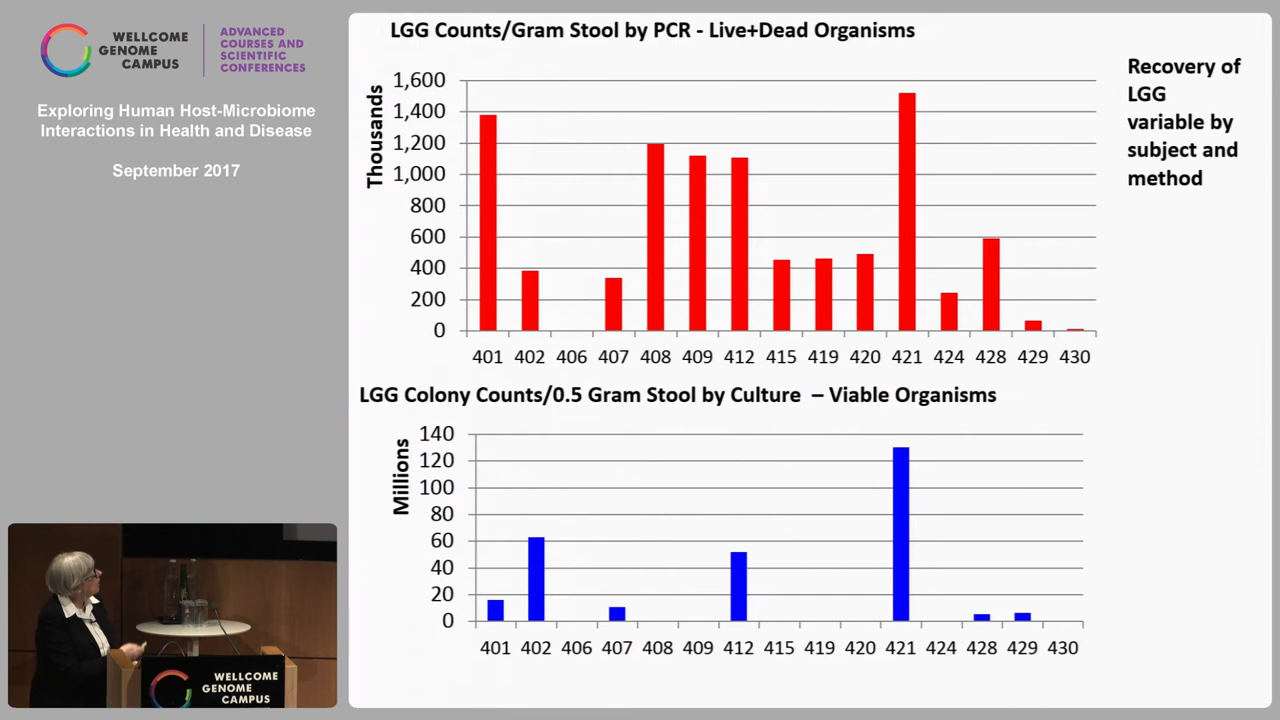 WELLCOME
GENOME
CAMPUS
ADVANCED
COURSES AND
SCIENTIFIC
CONFERENCES
Exploring Human Host-Microbiome
Interactions in Health and Disease
September 2017
LGG Counts/Gram Stool by PCR - Live+Dead Organisms
Thousands
1,600
1,400
1,200
1,000
800
600
400
200
0
401 402 406 407 408 409 412 415 419 420 421 424 428 429 430
Recovery of
LGG
variable by
subject and
method
LGG Colony Counts/0.5 Gram Stool by Culture – Viable Organisms
Millions
140
120
100
80
60
40
20
0
401 402 406 407 408 409 412 415 419 420 421 424 428 429 430
WELLCOME
GENOME
CAMPUS